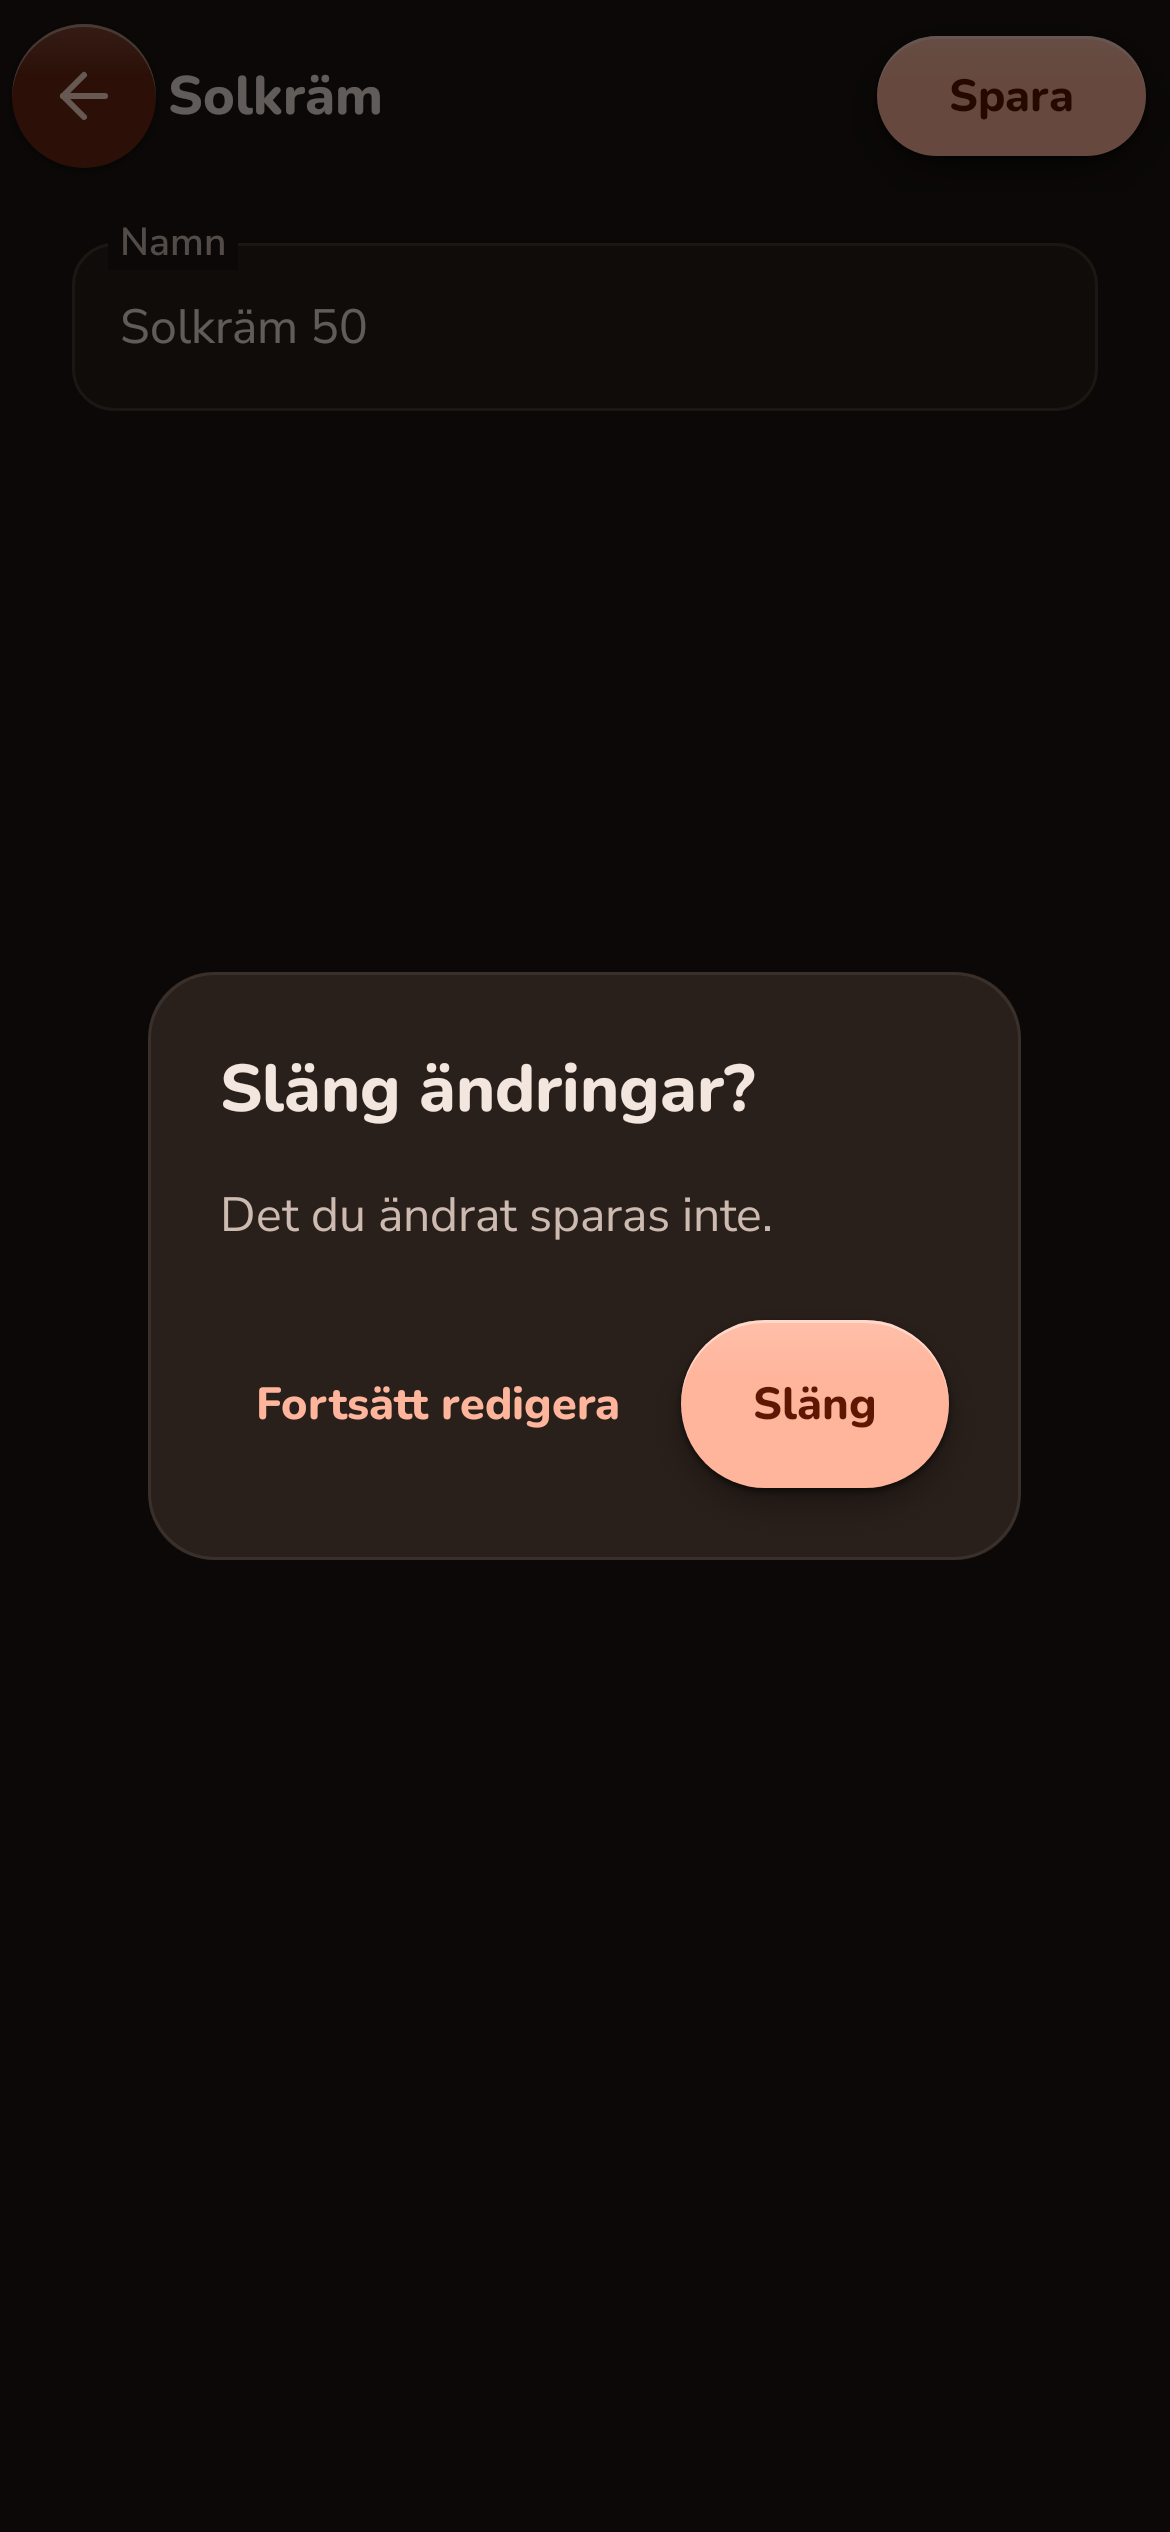 Solkräm
Spara
Namn
Solkräm 50
Släng ändringar?
Det du ändrat sparas inte.
Fortsätt redigera
Släng